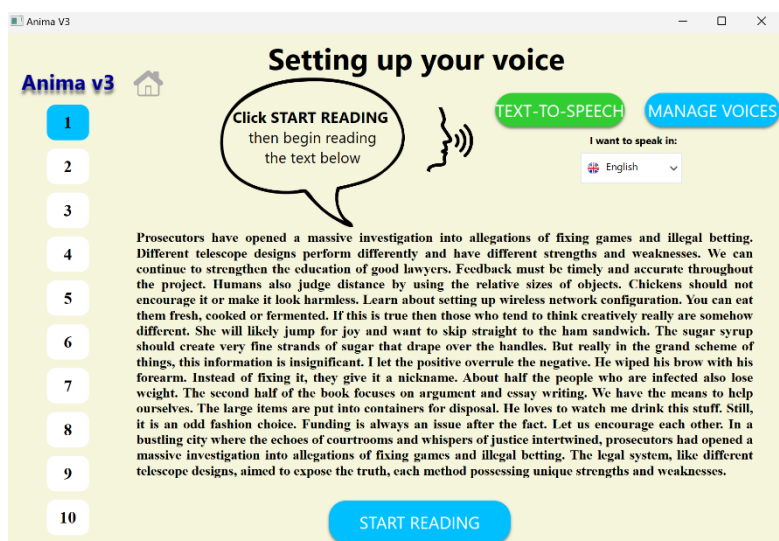 Anima V3
Setting up your voice
Anima v3
Click START READING
then begin reading
the text below
TEXT-TO-SPEECH
MANAGE VOICES
I want to speak in:
English
1
2
3
4
5
6
7
8
9
10
Prosecutors have opened a massive investigation into allegations of fixing games and illegal betting.
Different telescope designs perform differently and have different strengths and weaknesses. We can
continue to strengthen the education of good lawyers. Feedback must be timely and accurate throughout
the project. Humans also judge distance by using the relative sizes of objects. Chickens should not
encourage it or make it look harmless. Learn about setting up wireless network configuration. You can eat
them fresh, cooked or fermented. If this is true then those who tend to think creatively really are somehow
different. She will likely jump for joy and want to skip straight to the ham sandwich. The sugar syrup
should create very fine strands of sugar that drape over the handles. But really in the grand scheme of
things, this information is insignificant. I let the positive overrule the negative. He wiped his brow with his
forearm. Instead of fixing it, they give it a nickname. About half the people who are infected also lose
weight. The second half of the book focuses on argument and essay writing. We have the means to help
ourselves. The large items are put into containers for disposal. He loves to watch me drink this stuff. Still,
it is an odd fashion choice. Funding is always an issue after the fact. Let us encourage each other. In a
bustling city where the echoes of courtrooms and whispers of justice intertwined, prosecutors had opened a
massive investigation into allegations of fixing games and illegal betting. The legal system, like different
telescope designs, aimed to expose the truth, each method possessing unique strengths and weaknesses.
START READING